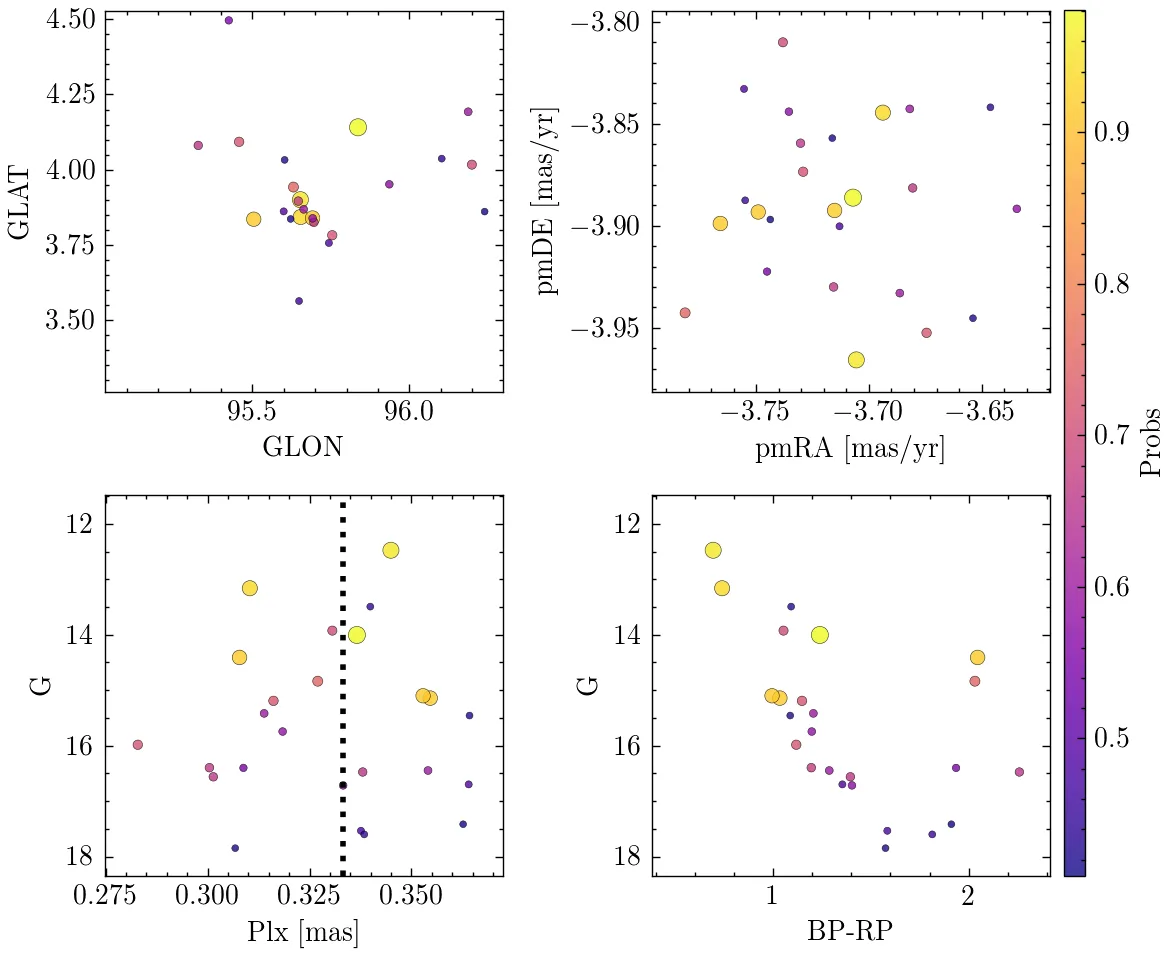 4.50
4.25
4.00
3.75
3.50
GLAT
95.5 96.0
GLON
−3.80
−3.85
−3.90
−3.95
pmDE [mas/yr]
−3.75 −3.70 −3.65
pmRA [mas/yr]
12
14
16
18
G
0.275 0.300 0.325 0.350
Plx [mas]
12
14
16
18
G
1 2
BP-RP
0.9
0.8
0.7
0.6
0.5
Probs